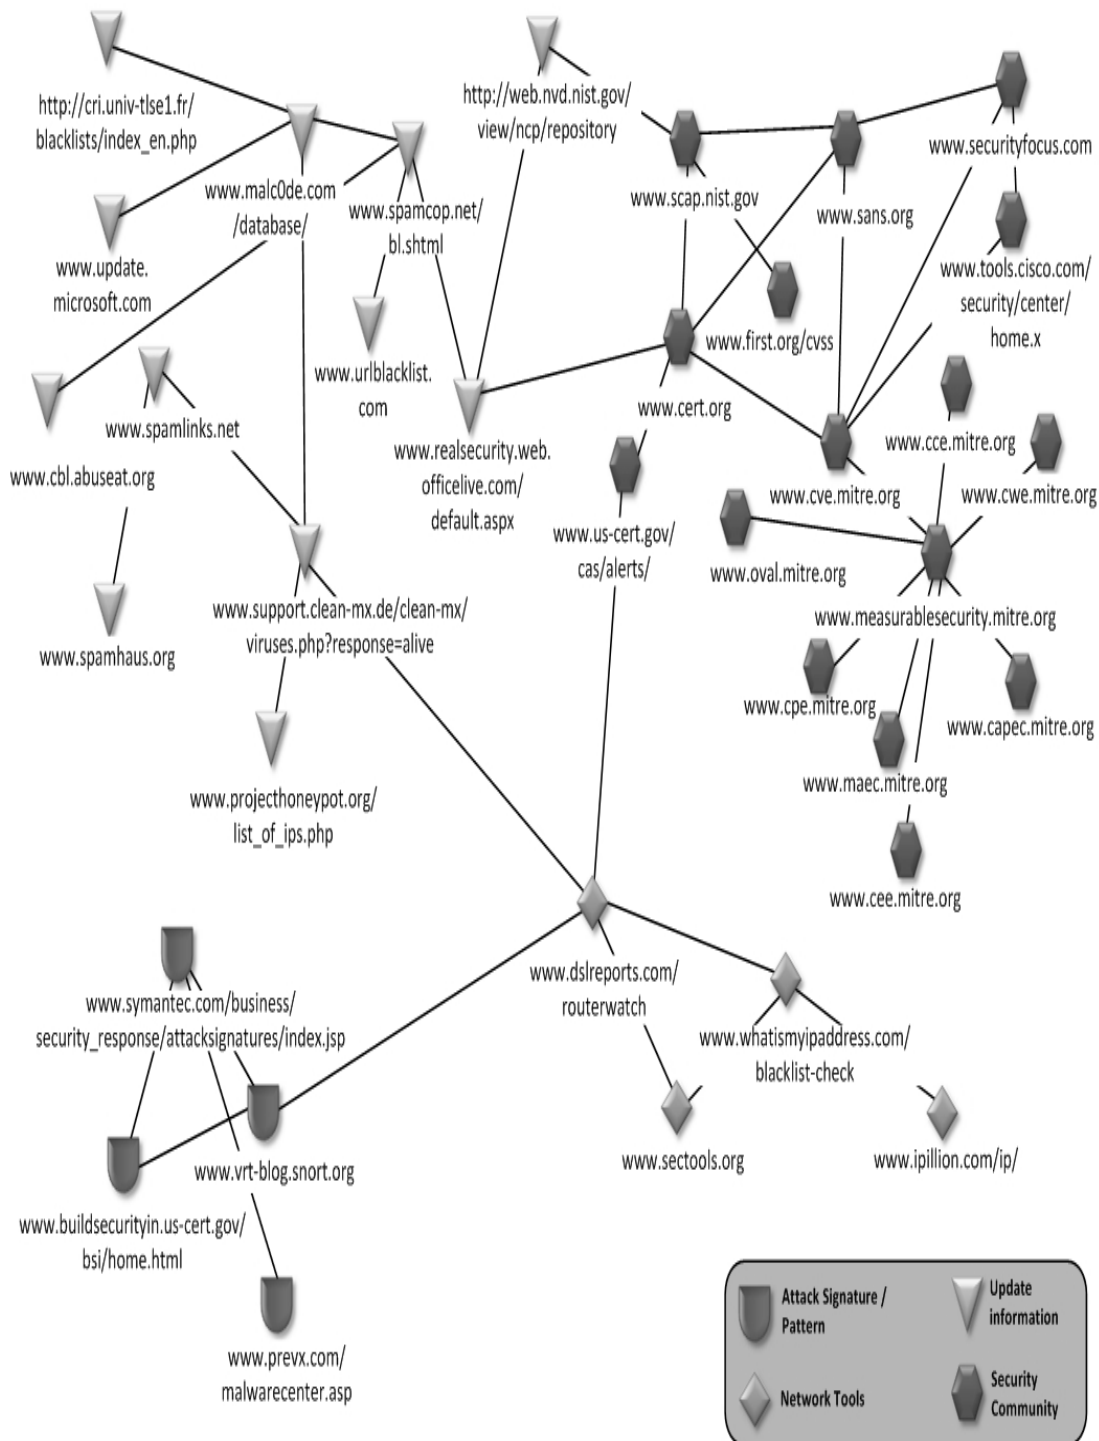 http://cri.univ-tlse1.fr/
blacklists/index_en.php
http://web.nvd.nist.gov/
view/ncp/repository
www.securityfocus.com
www.malc0de.com
/database/
www.spamcop.net/
bl.shtml
www.scap.nist.gov
www.sans.org
www.update.
microsoft.com
www.tools.cisco.com/
security/center/
home.x
www.first.org/cvss
www.urlblacklist.
com
www.cert.org
www.spamlinks.net
www.cce.mitre.org
www.cbl.abuseat.org
www.realsecurity.web.
officelive.com/
default.aspx
www.cve.mitre.org
www.cwe.mitre.org
www.us-cert.gov/
cas/alerts/
www.oval.mitre.org
www.support.clean-mx.de/clean-mx/
viruses.php?response=alive
www.measurablesecurity.mitre.org
www.spamhaus.org
www.cpe.mitre.org
www.capec.mitre.org
www.maec.mitre.org
www.projecthoneypot.org/
list_of_ips.php
www.cee.mitre.org
www.dslreports.com/
routerwatch
www.symantec.com/business/
security_response/attacksignatures/index.jsp
www.whatismyipaddress.com/
blacklist-check
www.sectools.org
www.ipillion.com/ip/
www.vrt-blog.snort.org
www.buildsecurityin.us-cert.gov/
bsi/home.html
www.prevx.com/
malwarecenter.asp
Attack Signature /
Pattern
Update
information
Network Tools
Security
Community